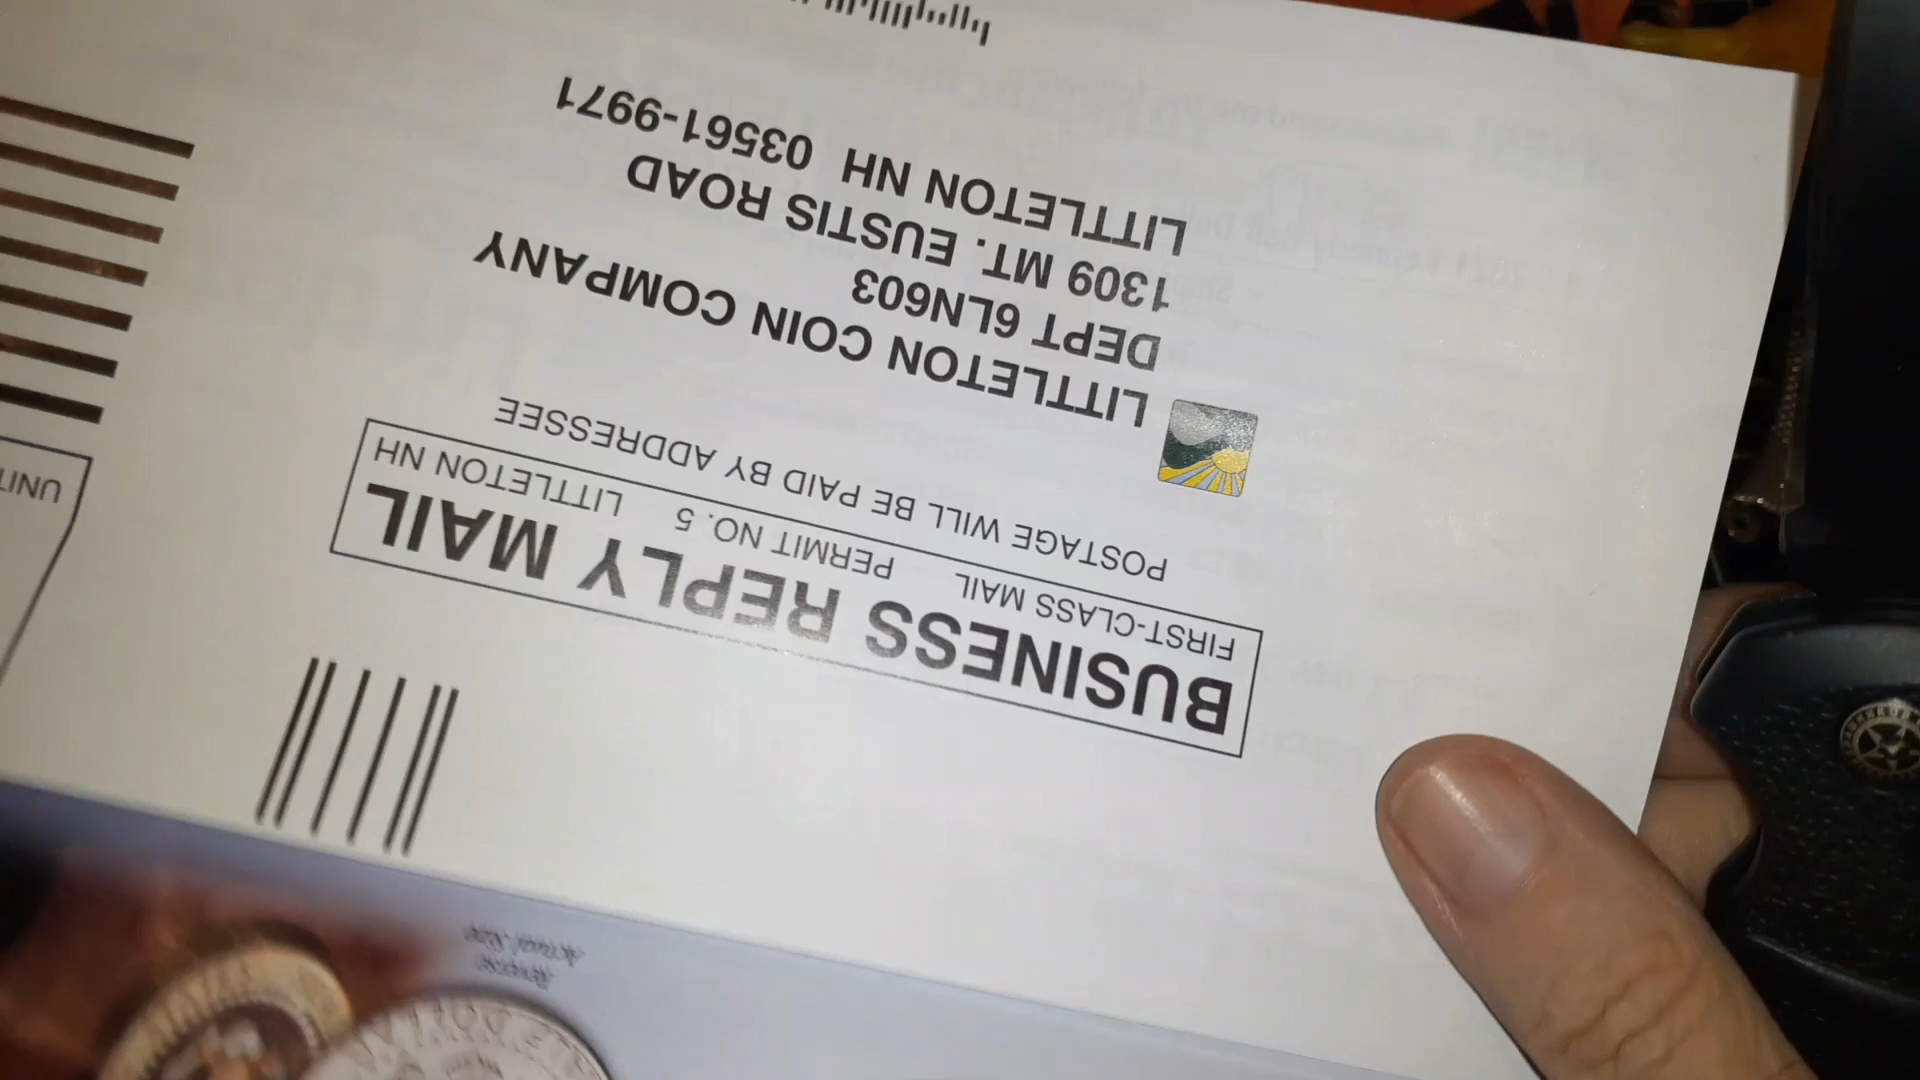 BUSINESS REPLY MAIL
FIRST-CLASS MAIL PERMIT NO. 5 LITTLETON NH
POSTAGE WILL BE PAID BY ADDRESSEE
LITTLETON COIN COMPANY
DEPT 6LN603
1309 MT. EUSTIS ROAD
LITTLETON NH 03561-9971